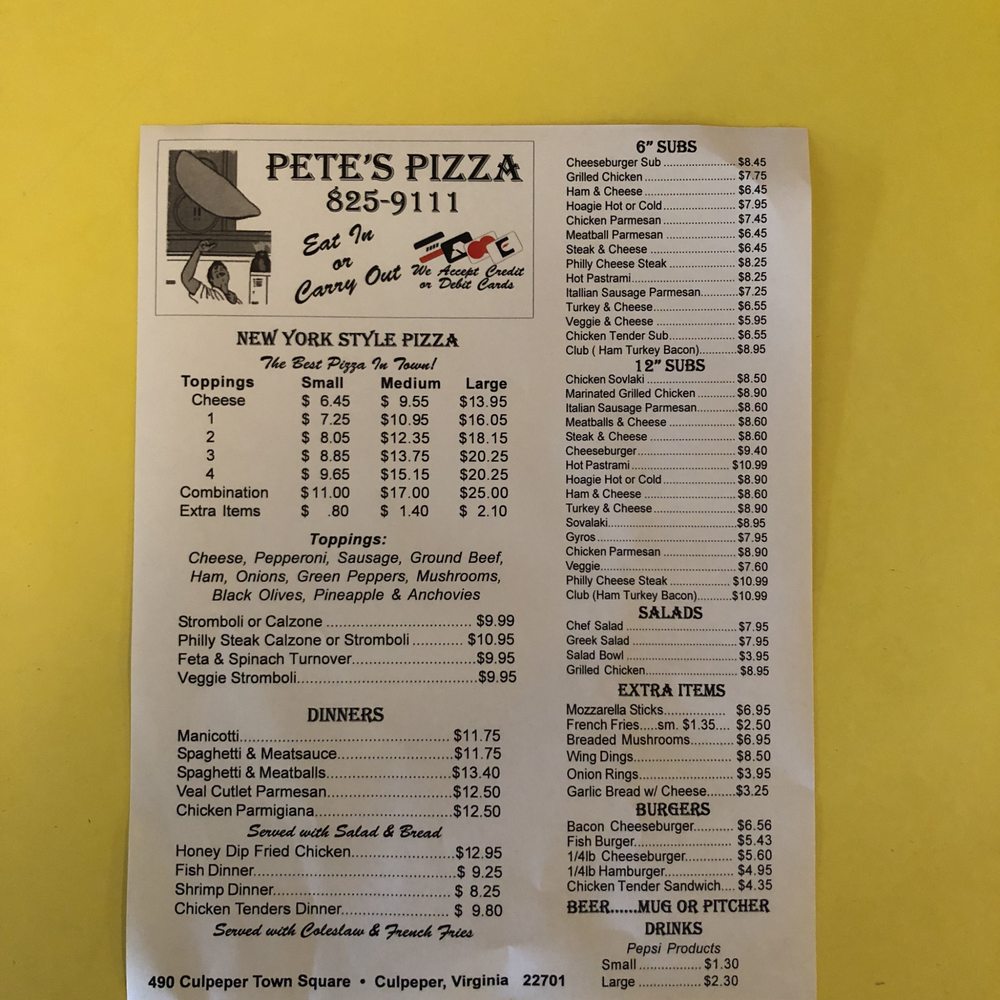 PETE'S PIZZA
825-9111
Eat In
or
Carry Out
We Accept Credit
or Debit Cards
NEW YORK STYLE PIZZA
The Best Pizza In Town!
Toppings Small Medium Large
Cheese $ 6.45 $ 9.55 $13.95
1 $ 7.25 $10.95 $16.05
2 $ 8.05 $12.35 $18.15
3 $ 8.85 $13.75 $20.25
4 $ 9.65 $15.15 $20.25
Combination $11.00 $17.00 $25.00
Extra Items $ .80 $ 1.40 $ 2.10
Toppings:
Cheese, Pepperoni, Sausage, Ground Beef,
Ham, Onions, Green Peppers, Mushrooms,
Black Olives, Pineapple & Anchovies
Stromboli or Calzone ................................ $9.99
Philly Steak Calzone or Stromboli ........... $10.95
Feta & Spinach Turnover...........................$9.95
Veggie Stromboli.......................................$9.95
DINNERS
Manicotti.............................................. $11.75
Spaghetti & Meatsauce.........................$11.75
Spaghetti & Meatballs...........................$13.40
Veal Cutlet Parmesan...........................$12.50
Chicken Parmigiana..............................$12.50
Served with Salad & Bread
Honey Dip Fried Chicken.......................$12.95
Fish Dinner............................................$ 9.25
Shrimp Dinner........................................$ 8.25
Chicken Tenders Dinner........................ $ 9.80
Served with Coleslaw & French Fries
6" SUBS
Cheeseburger Sub ........................$8.45
Grilled Chicken .............................$7.75
Ham & Cheese .............................$6.45
Hoagie Hot or Cold........................$7.95
Chicken Parmesan ........................$7.45
Meatball Parmesan .......................$6.45
Steak & Cheese ............................$6.45
Philly Cheese Steak ......................$8.25
Hot Pastrami..................................$8.25
Itallian Sausage Parmesan............$7.25
Turkey & Cheese...........................$6.55
Veggie & Cheese...........................$5.95
Chicken Tender Sub.......................$6.55
Club ( Ham Turkey Bacon)............$8.95
12" SUBS
Chicken Sovlaki .............................$8.50
Marinated Grilled Chicken .............$8.90
Italian Sausage Parmesan.............$8.60
Meatballs & Cheese .......................$8.60
Steak & Cheese .............................$8.60
Cheeseburger.................................$9.40
Hot Pastrami................................. $10.99
Hoagie Hot or Cold.........................$8.90
Ham & Cheese ..............................$8.60
Turkey & Cheese............................$8.90
Sovalaki..........................................$8.95
Gyros..............................................$7.95
Chicken Parmesan .........................$8.90
Veggie.............................................$7.60
Philly Cheese Steak .................... $10.99
Club (Ham Turkey Bacon)...........$10.99
SALADS
Chef Salad .....................................$7.95
Greek Salad ...................................$7.95
Salad Bowl .....................................$3.95
Grilled Chicken............................... $8.95
EXTRA ITEMS
Mozzarella Sticks................. $6.95
French Fries.....sm. $1.35.... $2.50
Breaded Mushrooms............ $6.95
Wing Dings........................... $8.50
Onion Rings.......................... $3.95
Garlic Bread w/ Cheese........$3.25
BURGERS
Bacon Cheeseburger........... $6.56
Fish Burger........................... $5.43
1/4lb Cheeseburger.............. $5.60
1/4lb Hamburger................... $4.95
Chicken Tender Sandwich.... $4.35
BEER......MUG OR PITCHER
DRINKS
Pepsi Products
Small ................. $1.30
Large ................. $2.30
490 Culpeper Town Square • Culpeper, Virginia 22701